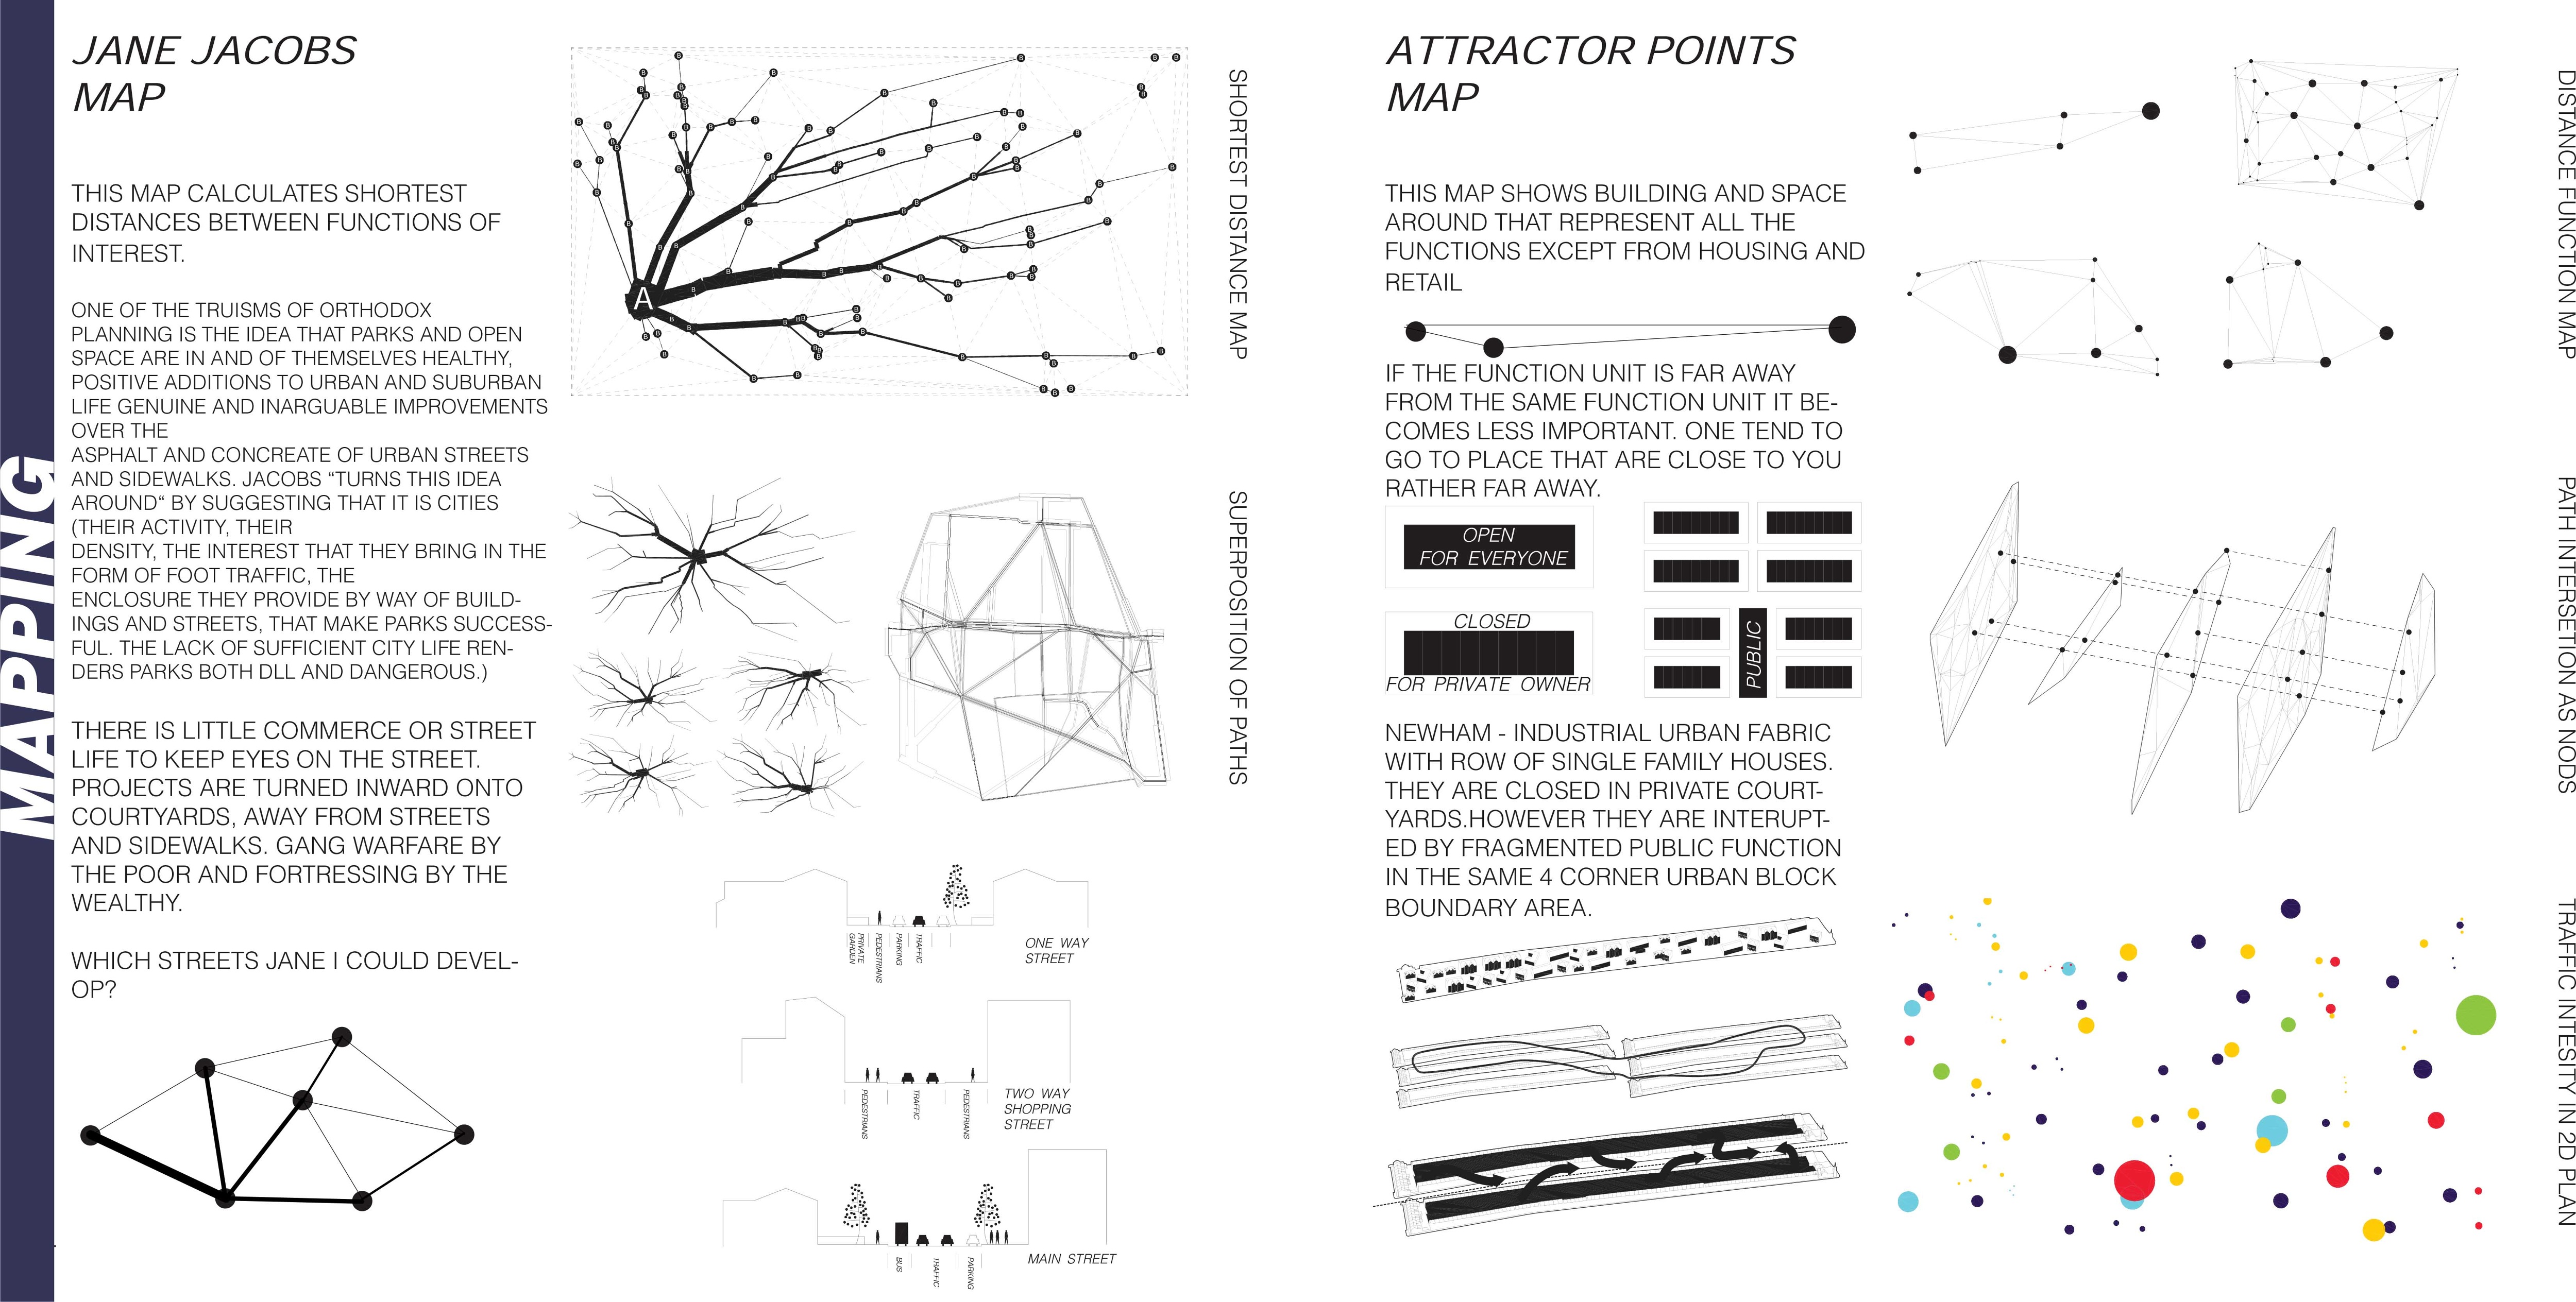 MAPPING
JANE JACOBS
MAP
THIS MAP CALCULATES SHORTEST
DISTANCES BETWEEN FUNCTIONS OF
INTEREST.
ONE OF THE TRUISMS OF ORTHODOX
PLANNING IS THE IDEA THAT PARKS AND OPEN
SPACE ARE IN AND OF THEMSELVES HEALTHY,
POSITIVE ADDITIONS TO URBAN AND SUBURBAN
LIFE GENUINE AND INARGUABLE IMPROVEMENTS
OVER THE
ASPHALT AND CONCREATE OF URBAN STREETS
AND SIDEWALKS. JACOBS “TURNS THIS IDEA
AROUND“ BY SUGGESTING THAT IT IS CITIES
(THEIR ACTIVITY, THEIR
DENSITY, THE INTEREST THAT THEY BRING IN THE
FORM OF FOOT TRAFFIC, THE
ENCLOSURE THEY PROVIDE BY WAY OF BUILD-
INGS AND STREETS, THAT MAKE PARKS SUCCESS-
FUL. THE LACK OF SUFFICIENT CITY LIFE REN-
DERS PARKS BOTH DLL AND DANGEROUS.)
THERE IS LITTLE COMMERCE OR STREET
LIFE TO KEEP EYES ON THE STREET.
PROJECTS ARE TURNED INWARD ONTO
COURTYARDS, AWAY FROM STREETS
AND SIDEWALKS. GANG WARFARE BY
THE POOR AND FORTRESSING BY THE
WEALTHY.
WHICH STREETS JANE I COULD DEVEL-
OP?
A
SHORTEST DISTANCE MAP
SUPERPOSITION OF PATHS
PRIVATE
GARDEN
PEDESTRIANS
PARKING
TRAFFIC
ONE WAY
STREET
PEDESTRIANS
TRAFFIC
PEDESTRIANS
TWO WAY
SHOPPING
STREET
BUS
TRAFFIC
PARKING
MAIN STREET
ATTRACTOR POINTS
MAP
THIS MAP SHOWS BUILDING AND SPACE
AROUND THAT REPRESENT ALL THE
FUNCTIONS EXCEPT FROM HOUSING AND
RETAIL
IF THE FUNCTION UNIT IS FAR AWAY
FROM THE SAME FUNCTION UNIT IT BE-
COMES LESS IMPORTANT. ONE TEND TO
GO TO PLACE THAT ARE CLOSE TO YOU
RATHER FAR AWAY.
OPEN
FOR EVERYONE
CLOSED
FOR PRIVATE OWNER
PUBLIC
NEWHAM - INDUSTRIAL URBAN FABRIC
WITH ROW OF SINGLE FAMILY HOUSES.
THEY ARE CLOSED IN PRIVATE COURT-
YARDS.HOWEVER THEY ARE INTERUPT-
ED BY FRAGMENTED PUBLIC FUNCTION
IN THE SAME 4 CORNER URBAN BLOCK
BOUNDARY AREA.
DISTANCE FUNCTION MAP
PATH INTERSETION AS NODS
TRAFFIC INTESITY IN 2D PLAN